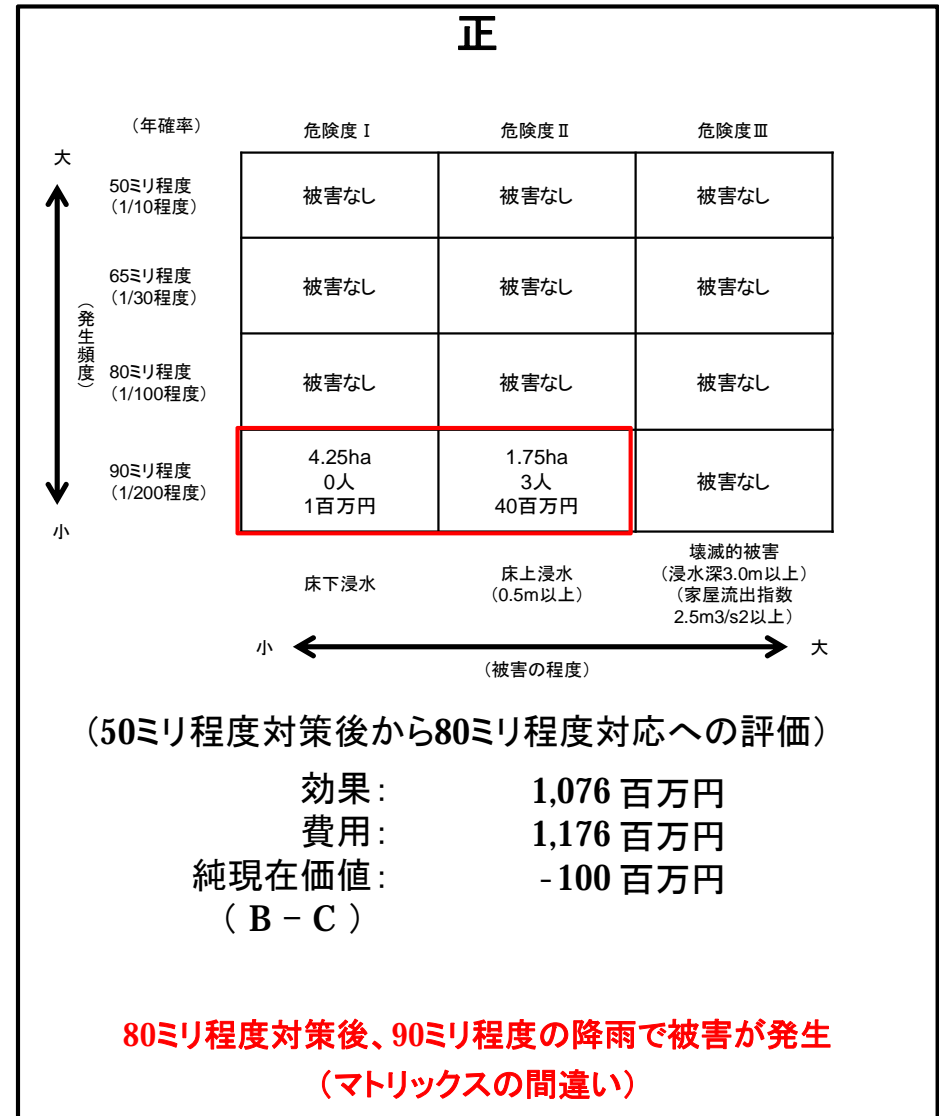 正
（年確率）
危険度Ⅰ
危険度Ⅱ
危険度Ⅲ
大
（発生頻度）
小
50ミリ程度
（1/10程度）
被害なし
被害なし
被害なし
65ミリ程度
（1/30程度）
被害なし
被害なし
被害なし
80ミリ程度
（1/100程度）
被害なし
被害なし
被害なし
90ミリ程度
（1/200程度）
4.25ha
0人
1百万円
1.75ha
3人
40百万円
被害なし
床下浸水
床上浸水
（0.5m以上）
壊滅的被害
（浸水深3.0m以上）
（家屋流出指数
2.5m3/s2以上）
小
大
（被害の程度）
（50ミリ程度対策後から80ミリ程度対応への評価）
効果： 1,076 百万円
費用： 1,176 百万円
純現在価値： -100 百万円
（ B － C ）
80ミリ程度対策後、90ミリ程度の降雨で被害が発生
（マトリックスの間違い）